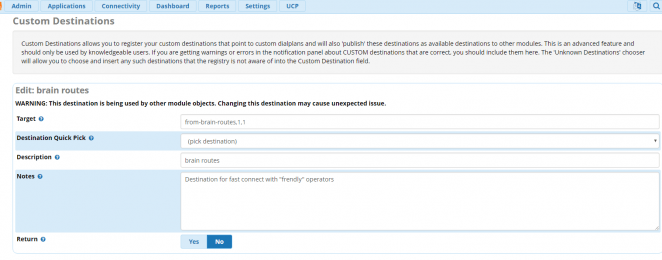 Admin Applications Connectivity Dashboard Reports Settings UCP
Custom Destinations
Custom Destinations allows you to register your custom destinations that point to custom dialplans and will also 'publish' these destinations as available destinations to other modules. This is an advanced feature and
should only be used by knowledgeable users. If you are getting warnings or errors in the notification panel about CUSTOM destinations that are correct, you should include them here. The 'Unknown Destinations' chooser
will allow you to choose and insert any such destinations that the registry is not aware of into the Custom Destination field.
Edit: brain routes
WARNING: This destination is being used by other module objects. Changing this destination may cause unexpected issue.
Target from-brain-routes,1,1
Destination Quick Pick (pick destination)
Description brain routes
Notes Destination for fast connect with "frendly" operators
Return Yes No